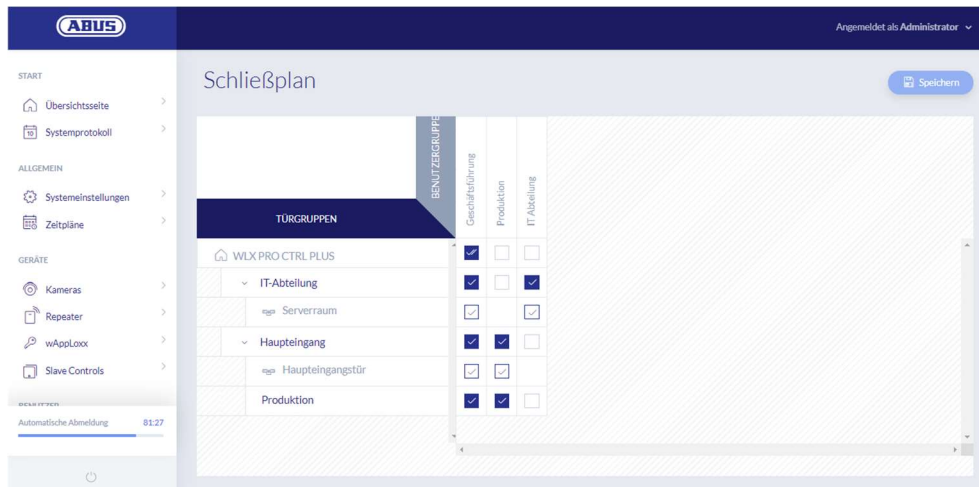 ABUS
Angemeldet als Administrator
START
Übersichtsseite
Systemprotokoll
ALLGEMEIN
Systemeinstellungen
Zeitpläne
GERÄTE
Kameras
Repeater
wAppLoxx
Slave Controls
Automatische Abmeldung 81:27
Schließplan
Speichern
BENUTZERGRUPPE
Geschäftsführung
Produktion
IT Abteilung
TÜRGRUPPEN
WLX PRO CTRL PLUS
IT-Abteilung
Serverraum
Haupteingang
Haupteingangstür
Produktion